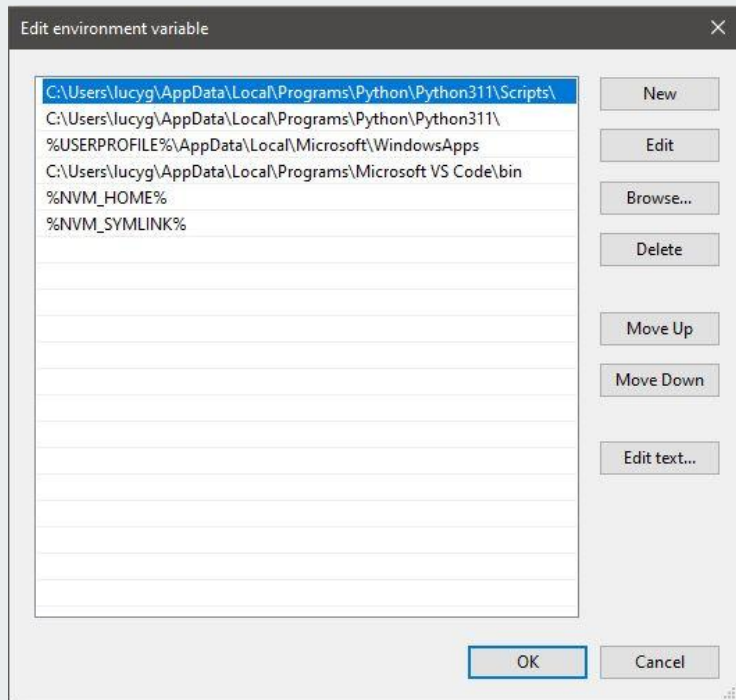 Edit environment variable
C:\Users\lucyg\AppData\Local\Programs\Python\Python311\Scripts\
C:\Users\lucyg\AppData\Local\Programs\Python\Python311\
%USERPROFILE%\AppData\Local\Microsoft\WindowsApps
C:\Users\lucyg\AppData\Local\Programs\Microsoft VS Code\bin
%NVM_HOME%
%NVM_SYMLINK%
New
Edit
Browse...
Delete
Move Up
Move Down
Edit text...
OK
Cancel